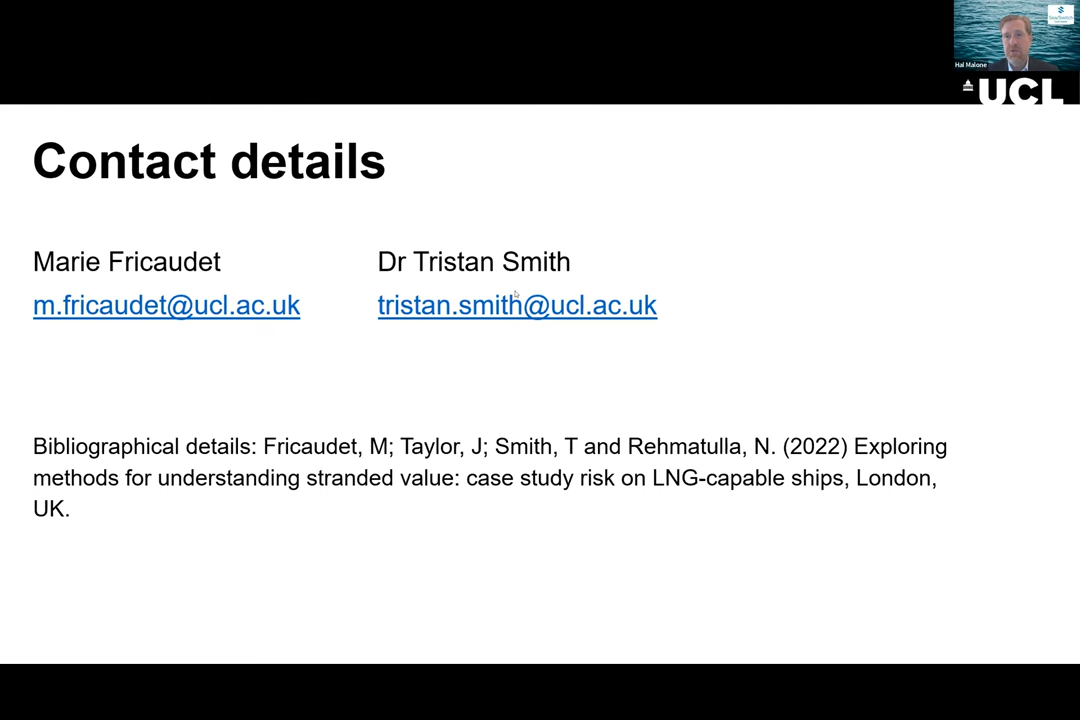 Hal Malone
UCL
Contact details
Marie Fricaudet
Dr Tristan Smith
m.fricaudet@ucl.ac.uk
tristan.smith@ucl.ac.uk
Bibliographical details: Fricaudet, M; Taylor, J; Smith, T and Rehmatulla, N. (2022) Exploring
methods for understanding stranded value: case study risk on LNG-capable ships, London,
UK.